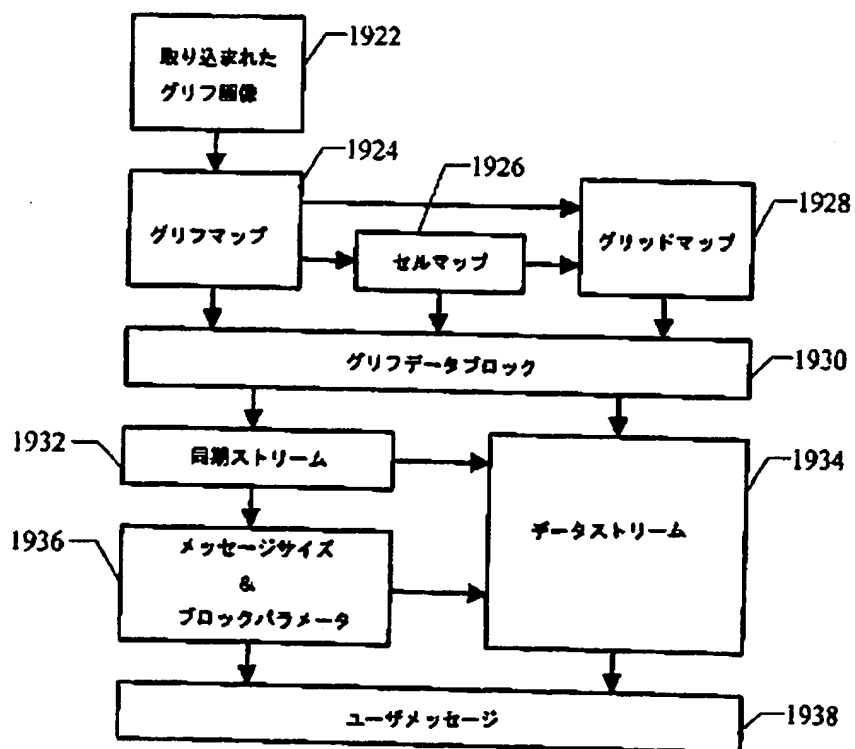 取り込まれた
グリフ画像
1922
グリフマップ
1924
セルマップ
1926
グリッドマップ
1928
グリフデータブロック
1930
同期ストリーム
1932
データストリーム
1934
メッセージサイズ
&
ブロックパラメータ
1936
ユーザメッセージ
1938